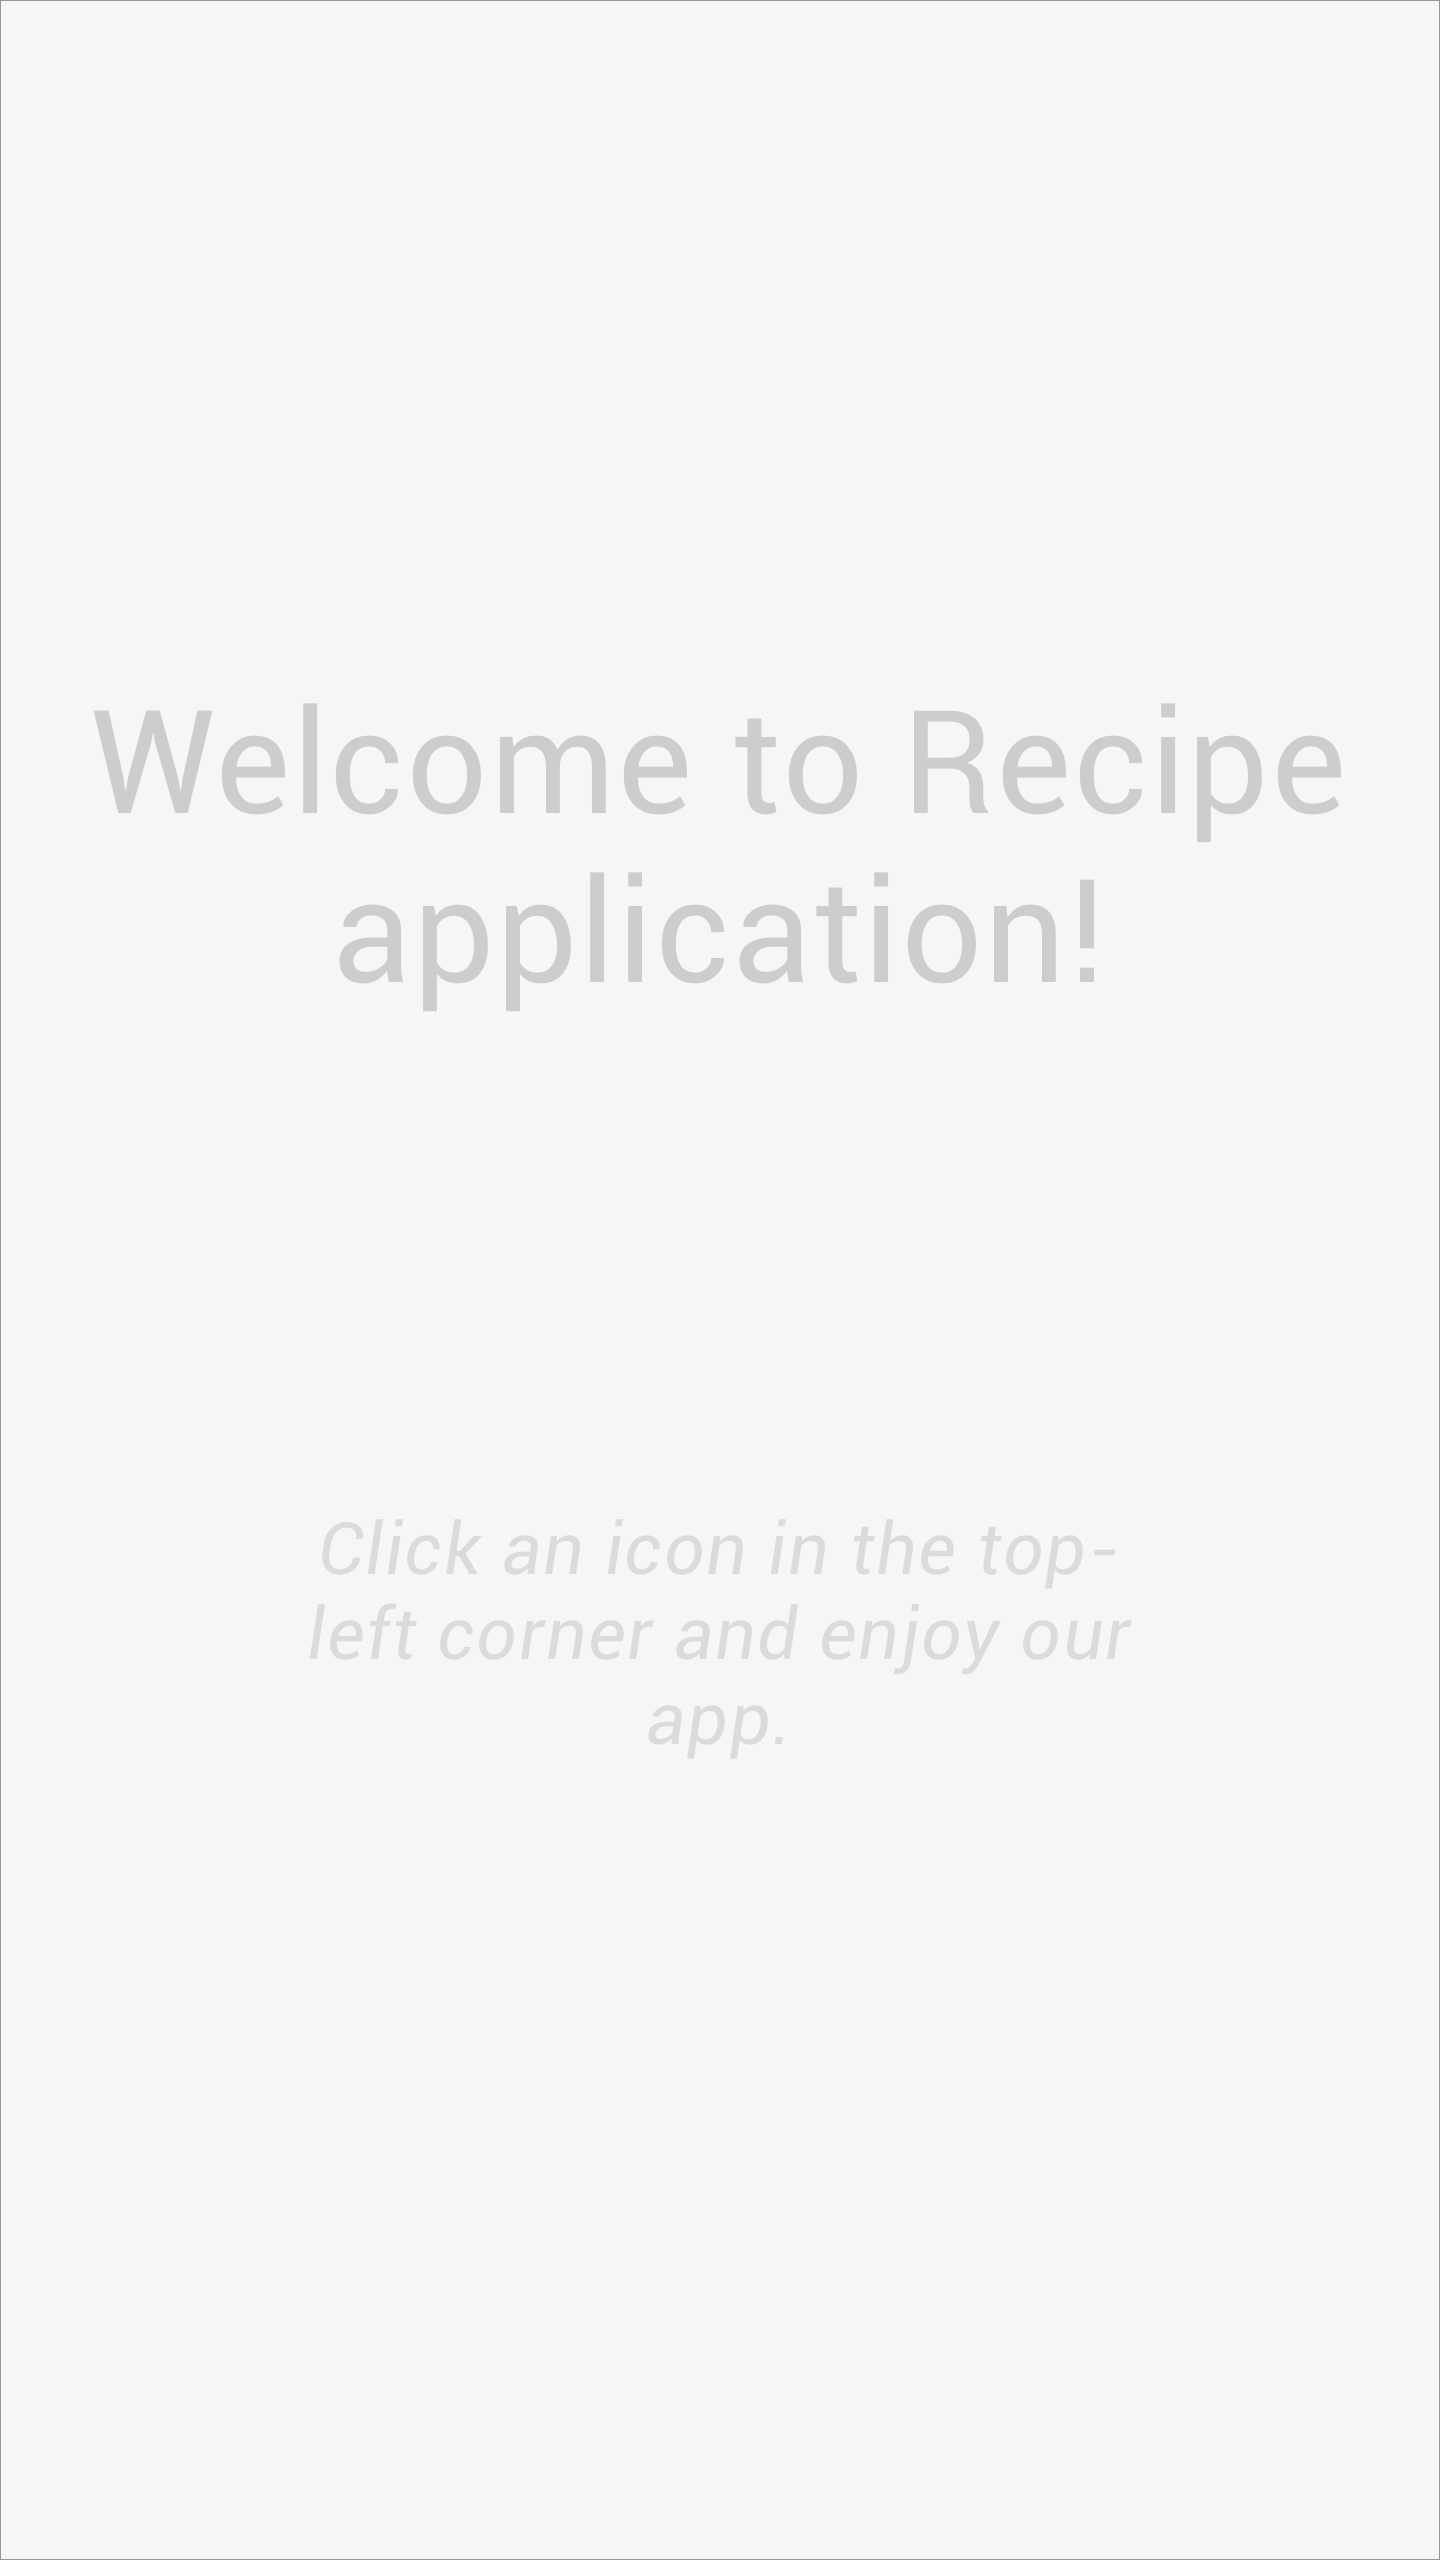 Welcome to Recipe
application!
Click an icon in the top-
left corner and enjoy our
app.